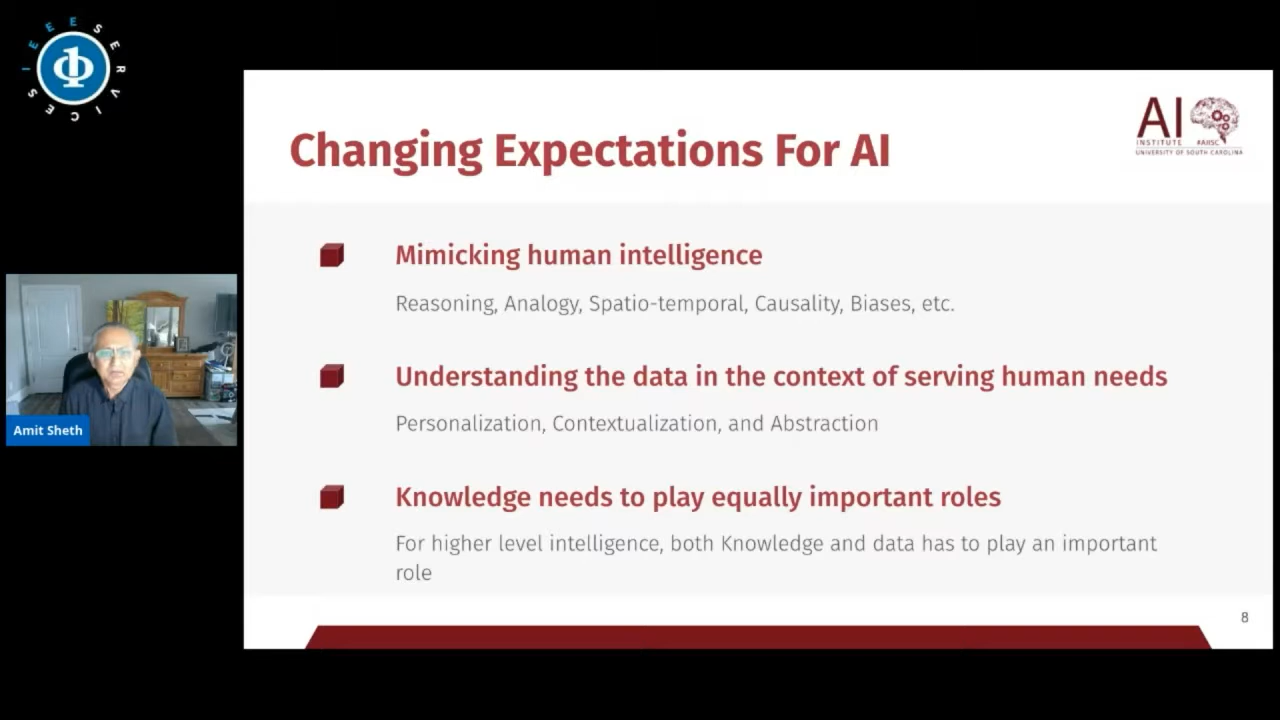 IEEE SERVICES
Changing Expectations For AI
AI
INSTITUTE #AIISC
UNIVERSITY OF SOUTH CAROLINA
Mimicking human intelligence
Reasoning, Analogy, Spatio-temporal, Causality, Biases, etc.
Understanding the data in the context of serving human needs
Personalization, Contextualization, and Abstraction
Amit Sheth
Knowledge needs to play equally important roles
For higher level intelligence, both Knowledge and data has to play an important
role
8